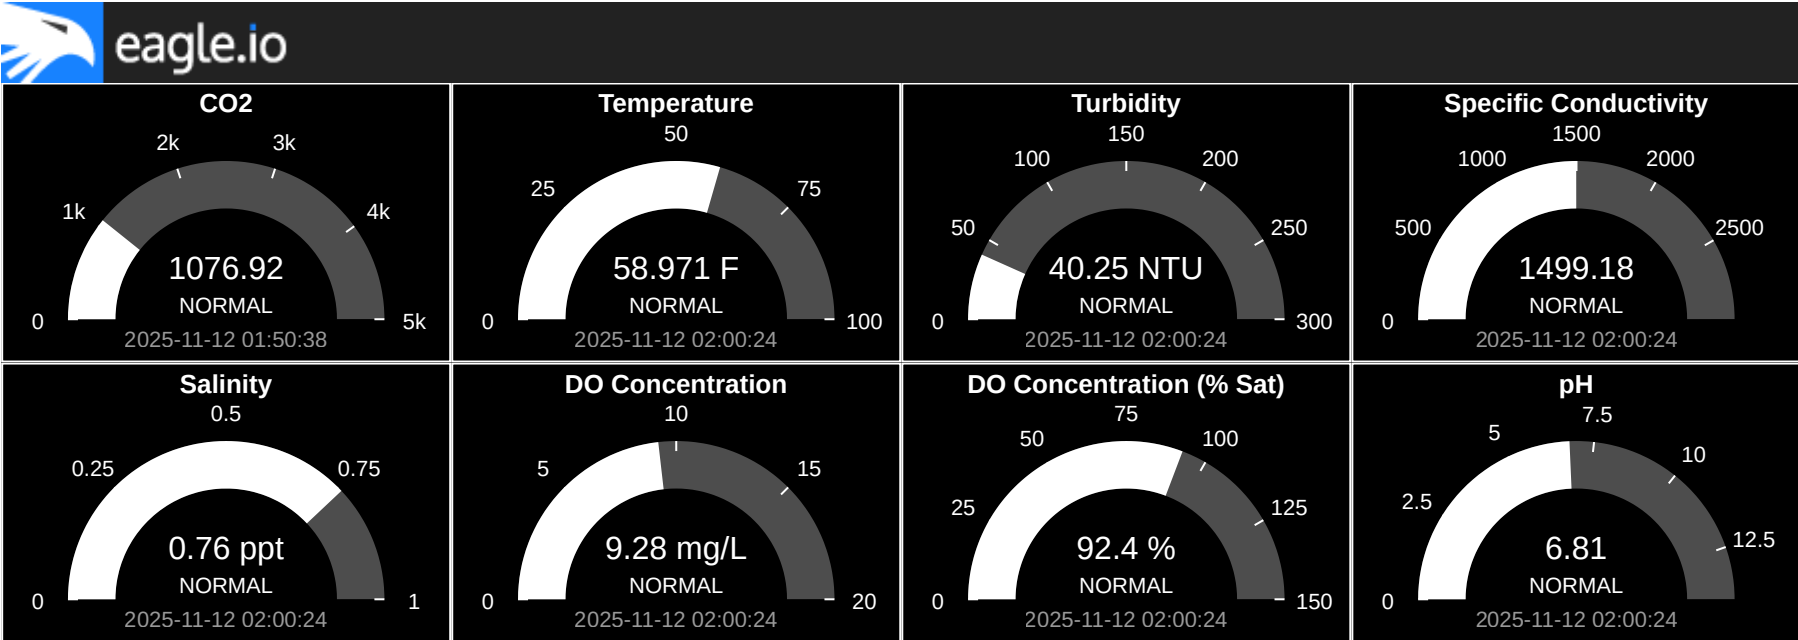 eagle.io
CO2
0
1k
2k
3k
4k
5k
1076.92
NORMAL
2025-11-12 01:50:38
Temperature
0
25
50
75
100
58.971 F
NORMAL
2025-11-12 02:00:24
Turbidity
0
50
100
150
200
250
300
40.25 NTU
NORMAL
2025-11-12 02:00:24
Specific Conductivity
0
500
1000
1500
2000
2500
1499.18
NORMAL
2025-11-12 02:00:24
Salinity
0
0.25
0.5
0.75
1
0.76 ppt
NORMAL
2025-11-12 02:00:24
DO Concentration
0
5
10
15
20
9.28 mg/L
NORMAL
2025-11-12 02:00:24
DO Concentration (% Sat)
0
25
50
75
100
125
150
92.4 %
NORMAL
2025-11-12 02:00:24
pH
0
2.5
5
7.5
10
12.5
6.81
NORMAL
2025-11-12 02:00:24